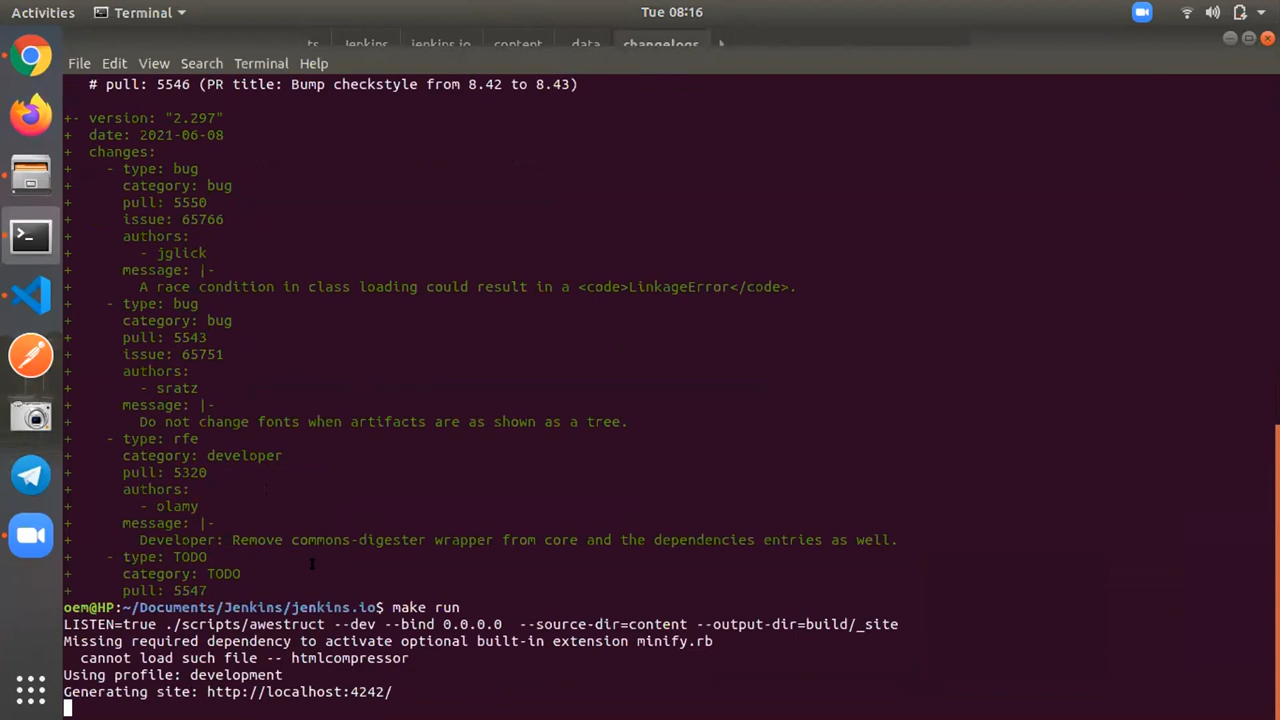 Activities
Terminal
Tue 08:16
ts Jenkins jenkins.io content data changelogs
File Edit View Search Terminal Help
# pull: 5546 (PR title: Bump checkstyle from 8.42 to 8.43)
+- version: "2.297"
+ date: 2021-06-08
+ changes:
+ - type: bug
+ category: bug
+ pull: 5550
+ issue: 65766
+ authors:
+ - jglick
+ message: |-
+ A race condition in class loading could result in a <code>LinkageError</code>.
+ - type: bug
+ category: bug
+ pull: 5543
+ issue: 65751
+ authors:
+ - sratz
+ message: |-
+ Do not change fonts when artifacts are as shown as a tree.
+ - type: rfe
+ category: developer
+ pull: 5320
+ authors:
+ - olamy
+ message: |-
+ Developer: Remove commons-digester wrapper from core and the dependencies entries as well.
+ - type: TODO
+ category: TODO
+ pull: 5547
oem@HP:~/Documents/Jenkins/jenkins.io$ make run
LISTEN=true ./scripts/awestruct --dev --bind 0.0.0.0 --source-dir=content --output-dir=build/_site
Missing required dependency to activate optional built-in extension minify.rb
cannot load such file -- htmlcompressor
Using profile: development
Generating site: http://localhost:4242/